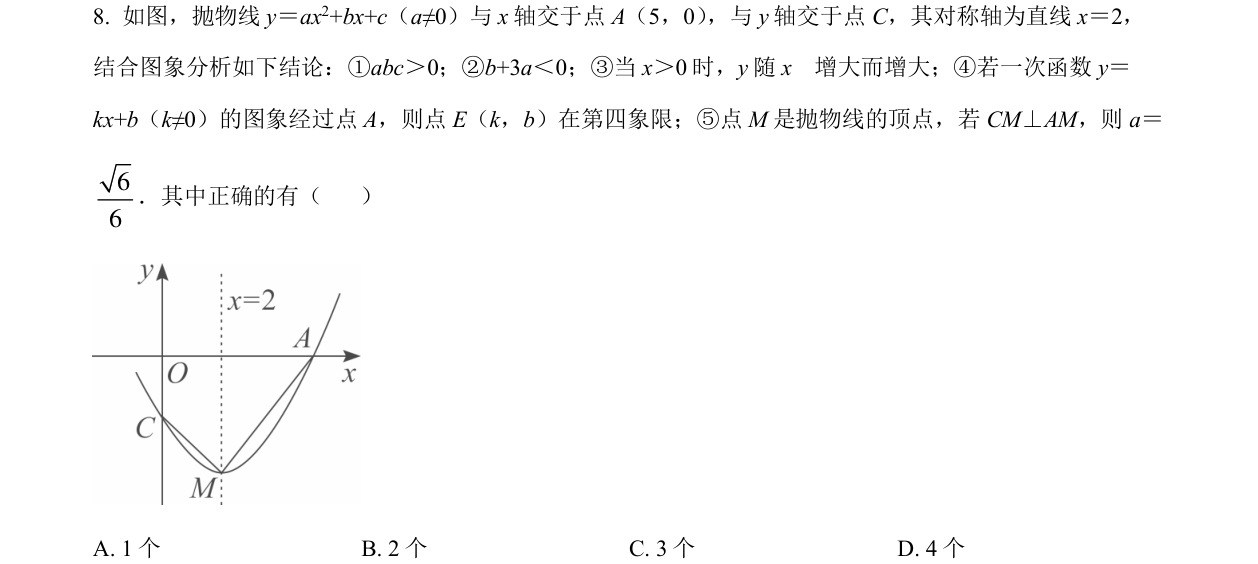 8. 如图，抛物线 y＝ax²+bx+c（a≠0）与 x 轴交于点 A（5，0），与 y 轴交于点 C，其对称轴为直线 x＝2，
结合图象分析如下结论：①abc＞0；②b+3a＜0；③当 x＞0 时，y 随 x 增大而增大；④若一次函数 y＝
kx+b（k≠0）的图象经过点 A，则点 E（k，b）在第四象限；⑤点 M 是抛物线的顶点，若 CM⊥AM，则 a＝
√6/6．其中正确的有（ ）
y
x=2
A
O
x
C
M
A. 1 个 B. 2 个 C. 3 个 D. 4 个